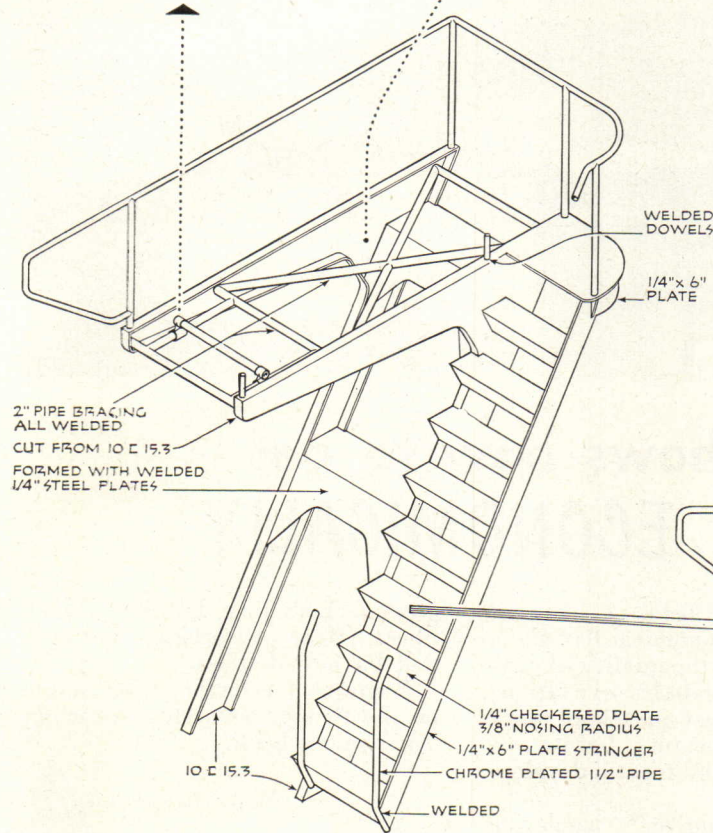 WELDED
DOWELS
1/4" x 6"
PLATE
2" PIPE BRACING
ALL WELDED
CUT FROM 10 [ 15.3
FORMED WITH WELDED
1/4" STEEL PLATES
1/4" CHECKERED PLATE
3/8" NOSING RADIUS
1/4" x 6" PLATE STRINGER
CHROME PLATED 1 1/2" PIPE
WELDED
10 [ 15.3